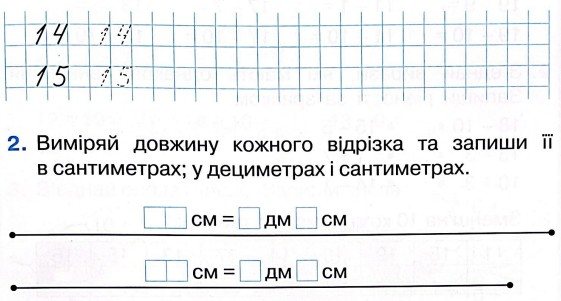 14 14
15 15
2. Виміряй довжину кожного відрізка та запиши її
в сантиметрах; у дециметрах і сантиметрах.
см = дм см
см = дм см